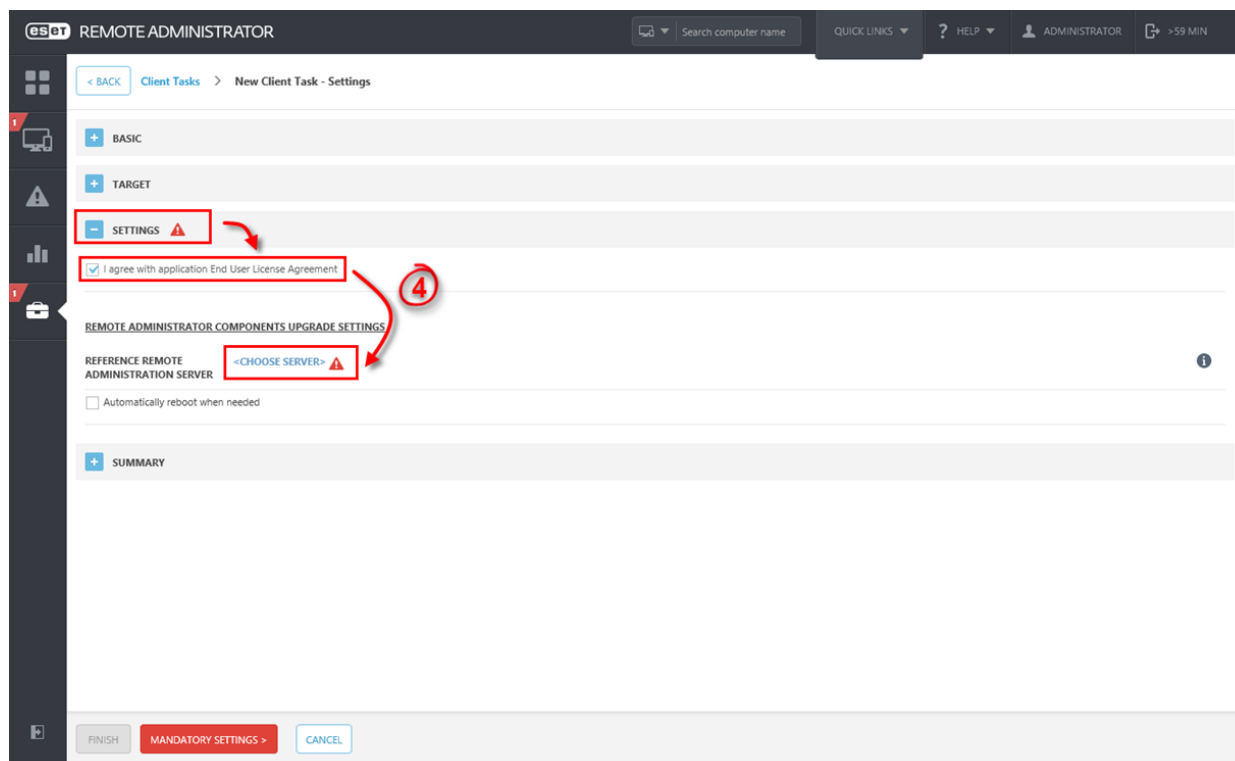 eset REMOTE ADMINISTRATOR Search computer name QUICK LINKS ? HELP ADMINISTRATOR >59 MIN
< BACK Client Tasks > New Client Task - Settings
1
+ BASIC
+ TARGET
− SETTINGS
I agree with application End User License Agreement
4
1
REMOTE ADMINISTRATOR COMPONENTS UPGRADE SETTINGS
REFERENCE REMOTE
ADMINISTRATION SERVER
<CHOOSE SERVER>
Automatically reboot when needed
+ SUMMARY
FINISH MANDATORY SETTINGS > CANCEL